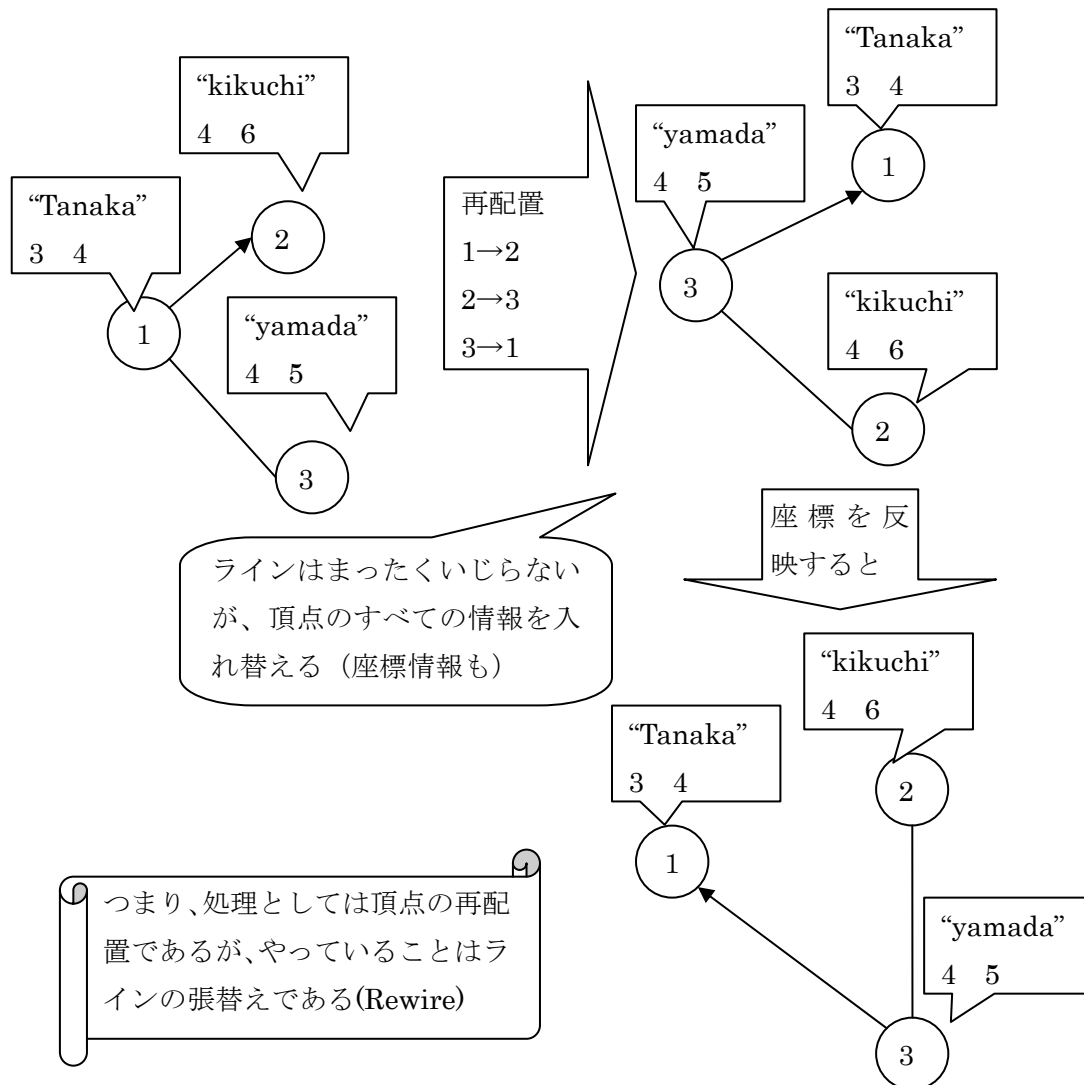 “kikuchi”
4 6
“Tanaka”
3 4
2
1
“yamada”
4 5
3
再配置
1→2
2→3
3→1
“Tanaka”
3 4
“yamada”
4 5
1
3
“kikuchi”
4 6
2
ラインはまったくいじらない
が、頂点のすべての情報を入
れ替える（座標情報も）
座標を反
映すると
“kikuchi”
4 6
“Tanaka”
3 4
2
1
“yamada”
4 5
3
つまり、処理としては頂点の再配
置であるが、やっていることはラ
インの張替えである(Rewire)